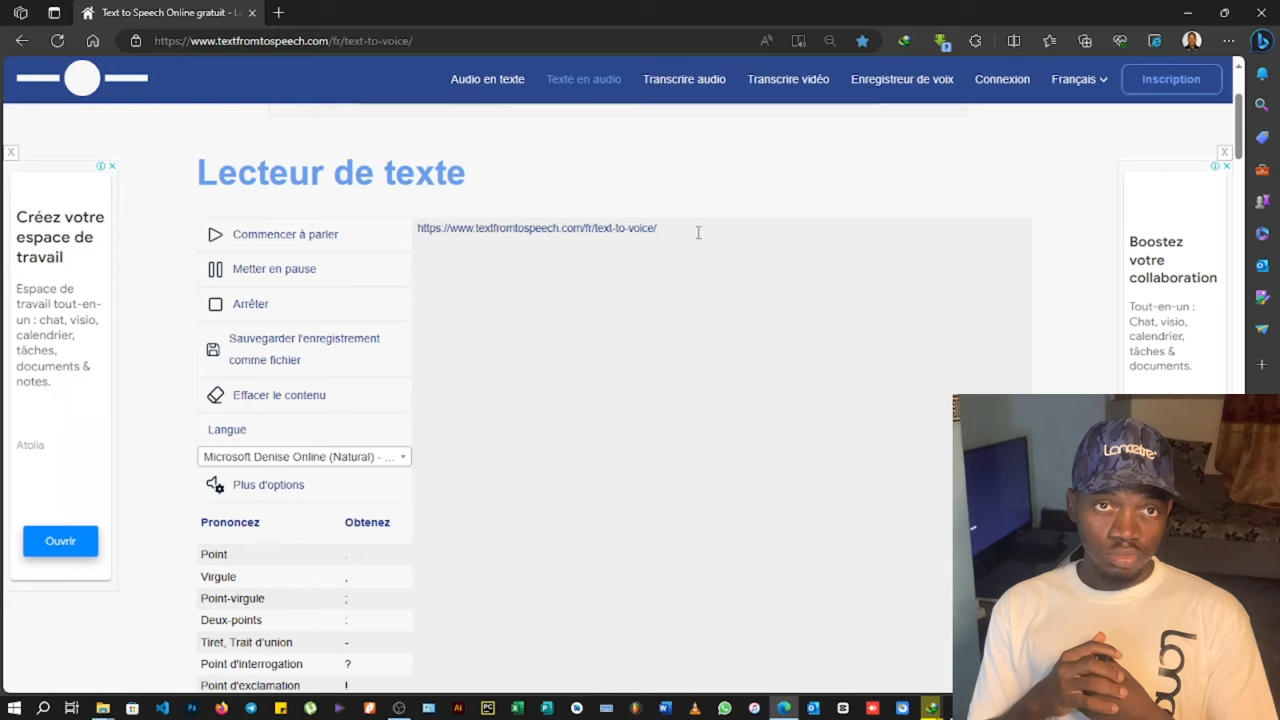 Text to Speech Online gratuit - L
https://www.textfromtospeech.com/fr/text-to-voice/
Audio en texte
Texte en audio
Transcrire audio
Transcrire vidéo
Enregistreur de voix
Connexion
Français
Inscription
Lecteur de texte
X
Créez votre
espace de
travail
Espace de
travail tout-en-
un : chat, visio,
calendrier,
tâches,
documents &
notes.
Atolia
Ouvrir
Commencer à parler
Metter en pause
Arrêter
Sauvergarder l'enregistrement
comme fichier
Effacer le contenu
Langue
Microsoft Denise Online (Natural) - ...
Plus d'options
Prononcez Obtenez
Point .
Virgule ,
Point-virgule ;
Deux-points :
Tiret, Trait d'union -
Point d'interrogation ?
Point d'exclamation !
https://www.textfromtospeech.com/fr/text-to-voice/
X
Boostez
votre
collaboration
Tout-en-un :
Chat, visio,
calendrier,
tâches &
documents.
Lancetre